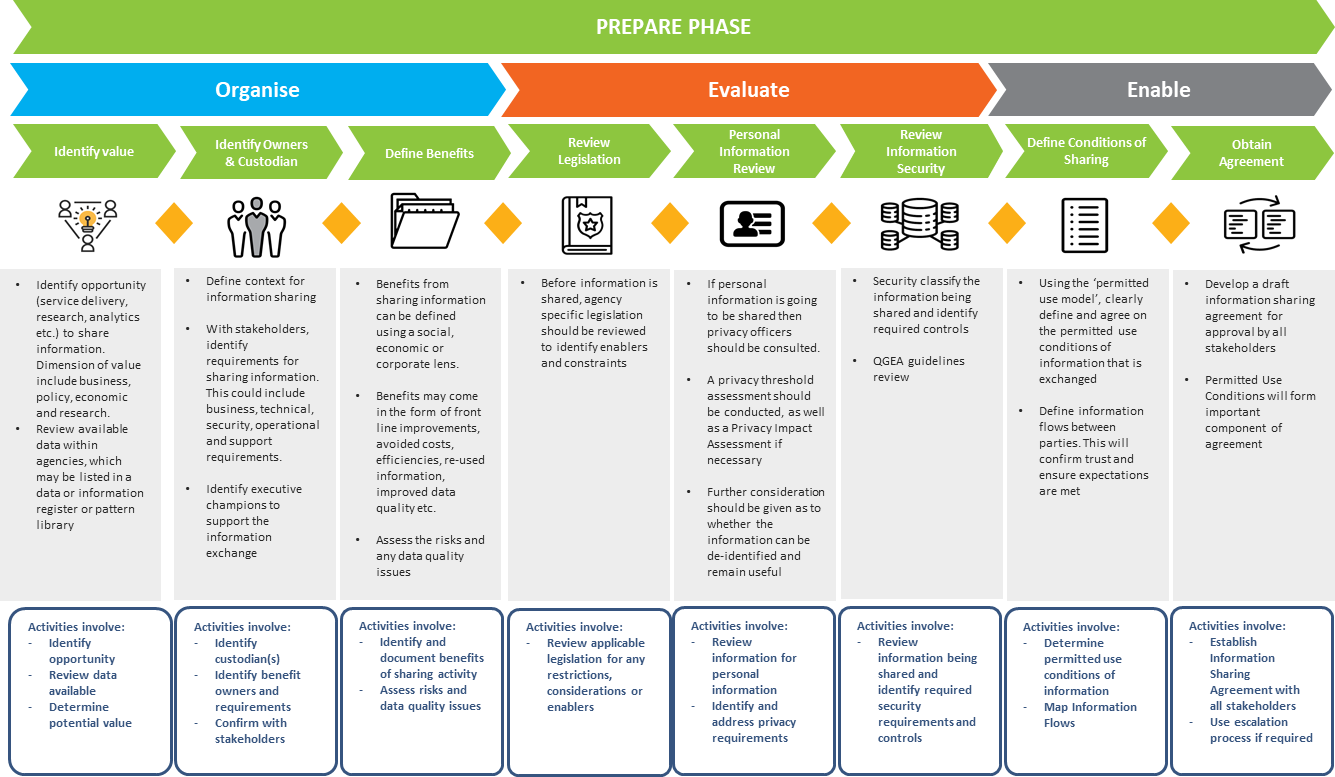 PREPARE PHASE
Organise
Evaluate
Enable
Identify value
Identify Owners
& Custodian
Define Benefits
Review
Legislation
Personal
Information
Review
Review
Information
Security
Define Conditions of
Sharing
Obtain
Agreement
• Identify opportunity
(service delivery,
research, analytics
etc.) to share
information.
Dimension of value
include business,
policy, economic
and research.
• Review available
data within
agencies, which
may be listed in a
data or information
register or pattern
library
• Define context for
information sharing
• With stakeholders,
identify
requirements for
sharing information.
This could include
business, technical,
security, operational
and support
requirements.
• Identify executive
champions to
support the
information
exchange
• Benefits from
sharing information
can be defined
using a social,
economic or
corporate lens.
• Benefits may come
in the form of front
line improvements,
avoided costs,
efficiencies, re-used
information,
improved data
quality etc.
• Assess the risks and
any data quality
issues
• Before information is
shared, agency
specific legislation
should be reviewed
to identify enablers
and constraints
• If personal
information is going
to be shared then
privacy officers
should be consulted.
• A privacy threshold
assessment should
be conducted, as well
as a Privacy Impact
Assessment if
necessary
• Further consideration
should be given as to
whether the
information can be
de-identified and
remain useful
• Security classify the
information being
shared and identify
required controls
• QGEA guidelines
review
• Using the ‘permitted
use model’, clearly
define and agree on
the permitted use
conditions of
information that is
exchanged
• Define information
flows between
parties. This will
confirm trust and
ensure expectations
are met
• Develop a draft
information sharing
agreement for
approval by all
stakeholders
• Permitted Use
Conditions will form
important
component of
agreement
Activities involve:
- Identify
opportunity
- Review data
available
- Determine
potential value
Activities involve:
- Identify
custodian(s)
- Identify benefit
owners and
requirements
- Confirm with
stakeholders
Activities involve:
- Identify and
document benefits
of sharing activity
- Assess risks and
data quality issues
Activities involve:
- Review applicable
legislation for any
restrictions,
considerations or
enablers
Activities involve:
- Review
information for
personal
information
- Identify and
address privacy
requirements
Activities involve:
- Review
information being
shared and
identify required
security
requirements and
controls
Activities involve:
- Determine
permitted use
conditions of
information
- Map Information
Flows
Activities involve:
- Establish
Information
Sharing
Agreement with
all stakeholders
- Use escalation
process if required